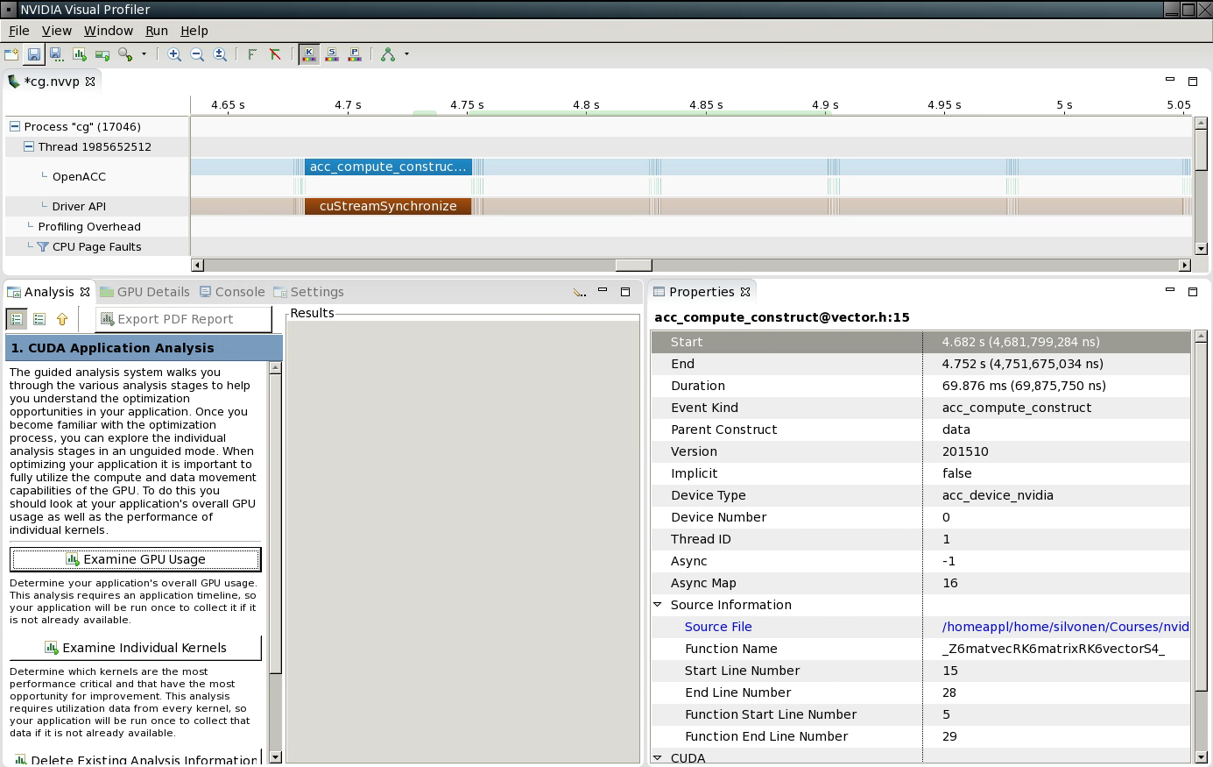 NVIDIA Visual Profiler
File View Window Run Help
*cg.nvvp
4.65 s 4.7 s 4.75 s 4.8 s 4.85 s 4.9 s 4.95 s 5 s 5.05
Process "cg" (17046)
Thread 1985652512
OpenACC
acc_compute_construc...
Driver API
cuStreamSynchronize
Profiling Overhead
CPU Page Faults
Analysis GPU Details Console Settings
Export PDF Report
1. CUDA Application Analysis
The guided analysis system walks you
through the various analysis stages to help
you understand the optimization
opportunities in your application. Once you
become familiar with the optimization
process, you can explore the individual
analysis stages in an unguided mode. When
optimizing your application it is important to
fully utilize the compute and data movement
capabilities of the GPU. To do this you
should look at your application's overall GPU
usage as well as the performance of
individual kernels.
Examine GPU Usage
Determine your application's overall GPU usage.
This analysis requires an application timeline, so
your application will be run once to collect it if it
is not already available.
Examine Individual Kernels
Determine which kernels are the most
performance critical and that have the most
opportunity for improvement. This analysis
requires utilization data from every kernel, so
your application will be run once to collect that
data if it is not already available.
Delete Existing Analysis Information
Results
Properties
acc_compute_construct@vector.h:15
Start 4.682 s (4,681,799,284 ns)
End 4.752 s (4,751,675,034 ns)
Duration 69.876 ms (69,875,750 ns)
Event Kind acc_compute_construct
Parent Construct data
Version 201510
Implicit false
Device Type acc_device_nvidia
Device Number 0
Thread ID 1
Async -1
Async Map 16
Source Information
Source File /homeappl/home/silvonen/Courses/nvid
Function Name _Z6matvecRK6matrixRK6vectorS4_
Start Line Number 15
End Line Number 28
Function Start Line Number 5
Function End Line Number 29
CUDA